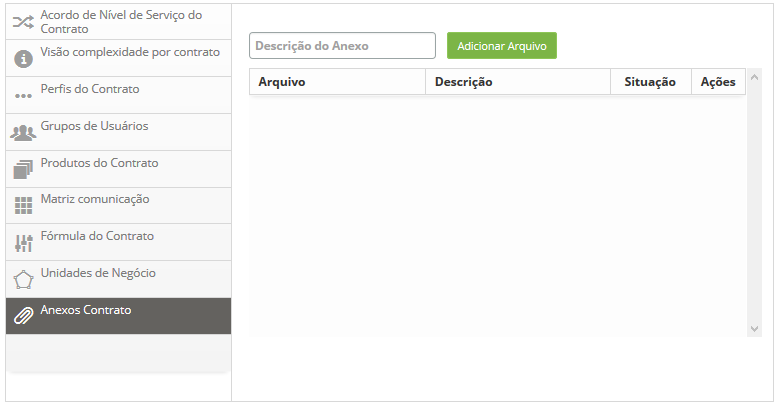 Acordo de Nível de Serviço do
Contrato
Visão complexidade por contrato
Perfis do Contrato
Grupos de Usuários
Produtos do Contrato
Matriz comunicação
Fórmula do Contrato
Unidades de Negócio
Anexos Contrato
Descrição do Anexo
Adicionar Arquivo
Arquivo Descrição Situação Ações